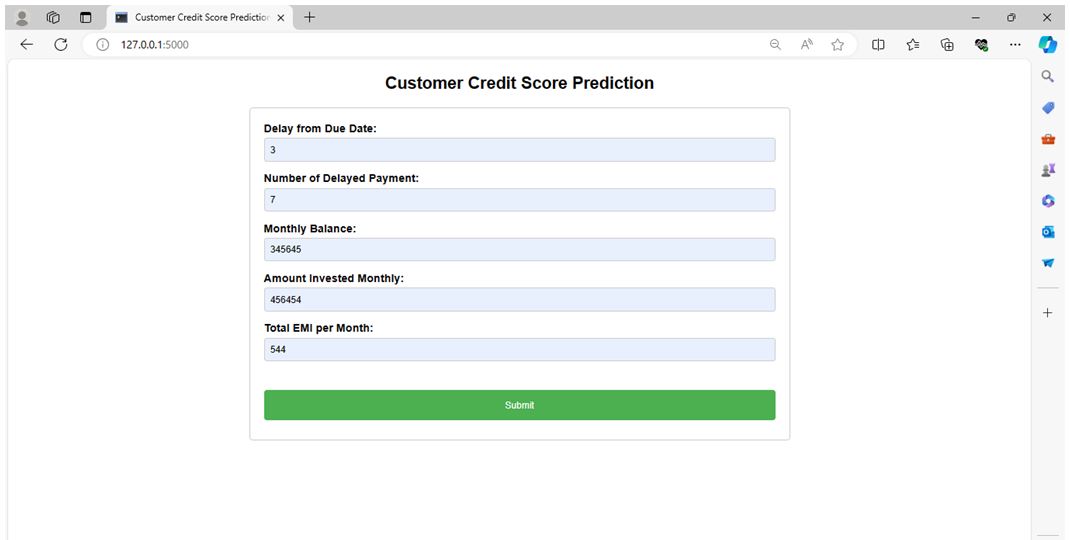 Customer Credit Score Prediction
127.0.0.1:5000
Customer Credit Score Prediction
Delay from Due Date:
3
Number of Delayed Payment:
7
Monthly Balance:
345645
Amount Invested Monthly:
456454
Total EMI per Month:
544
Submit